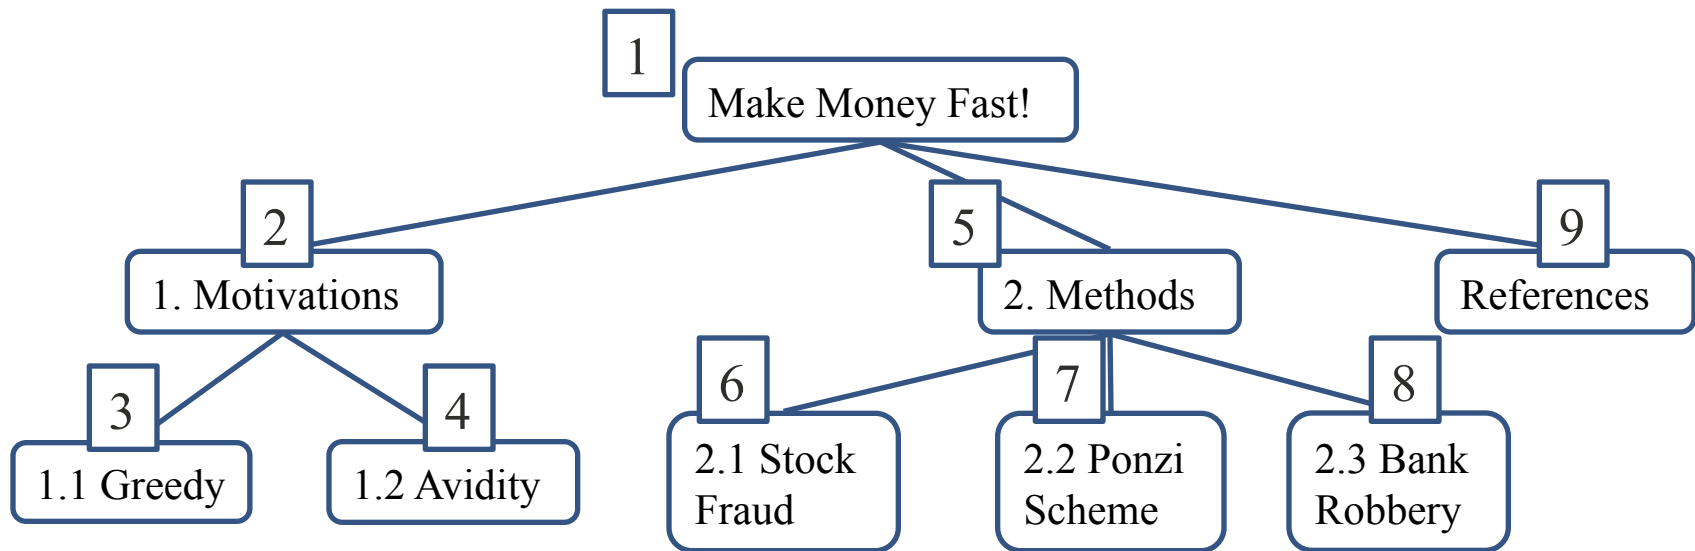 1
Make Money Fast!
2
5
9
1. Motivations
2. Methods
References
3
4
6
7
8
1.1 Greedy
1.2 Avidity
2.1 Stock
Fraud
2.2 Ponzi
Scheme
2.3 Bank
Robbery